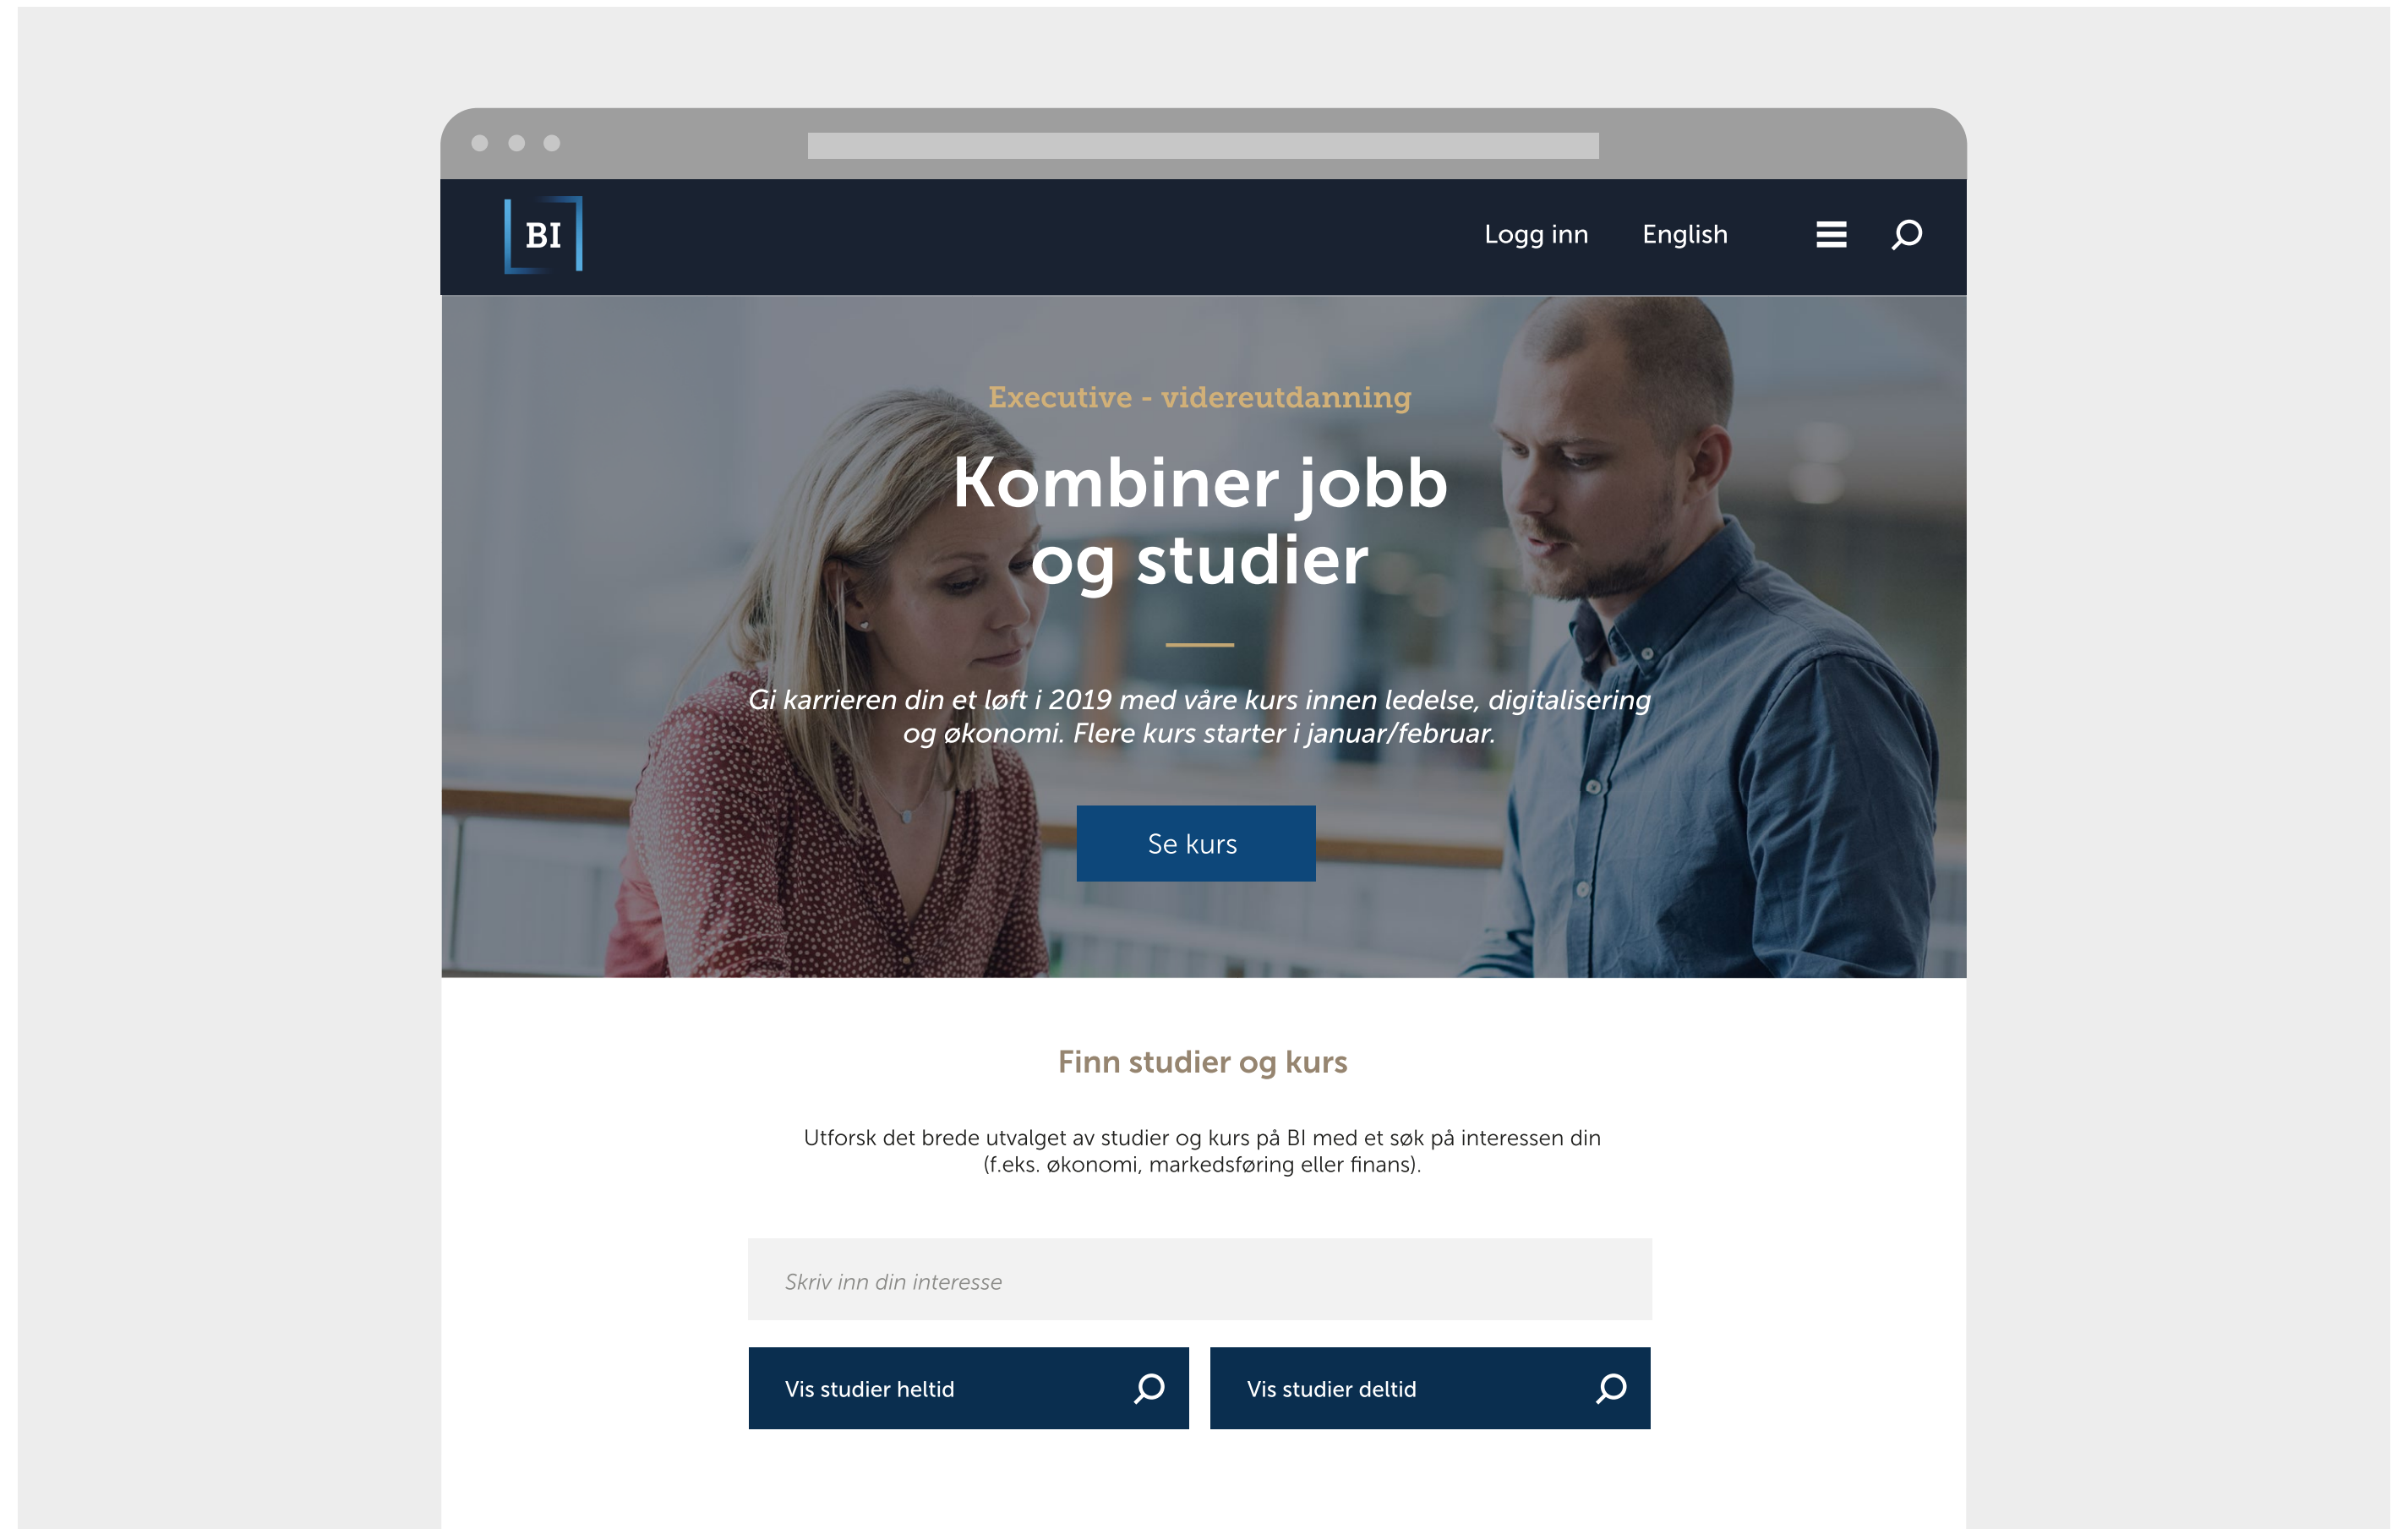 BI
Logg inn English
Executive - videreutdanning
Kombiner jobb
og studier
Gi karrieren din et løft i 2019 med våre kurs innen ledelse, digitalisering
og økonomi. Flere kurs starter i januar/februar.
Se kurs
Finn studier og kurs
Utforsk det brede utvalget av studier og kurs på BI med et søk på interessen din
(f.eks. økonomi, markedsføring eller finans).
Skriv inn din interesse
Vis studier heltid
Vis studier deltid